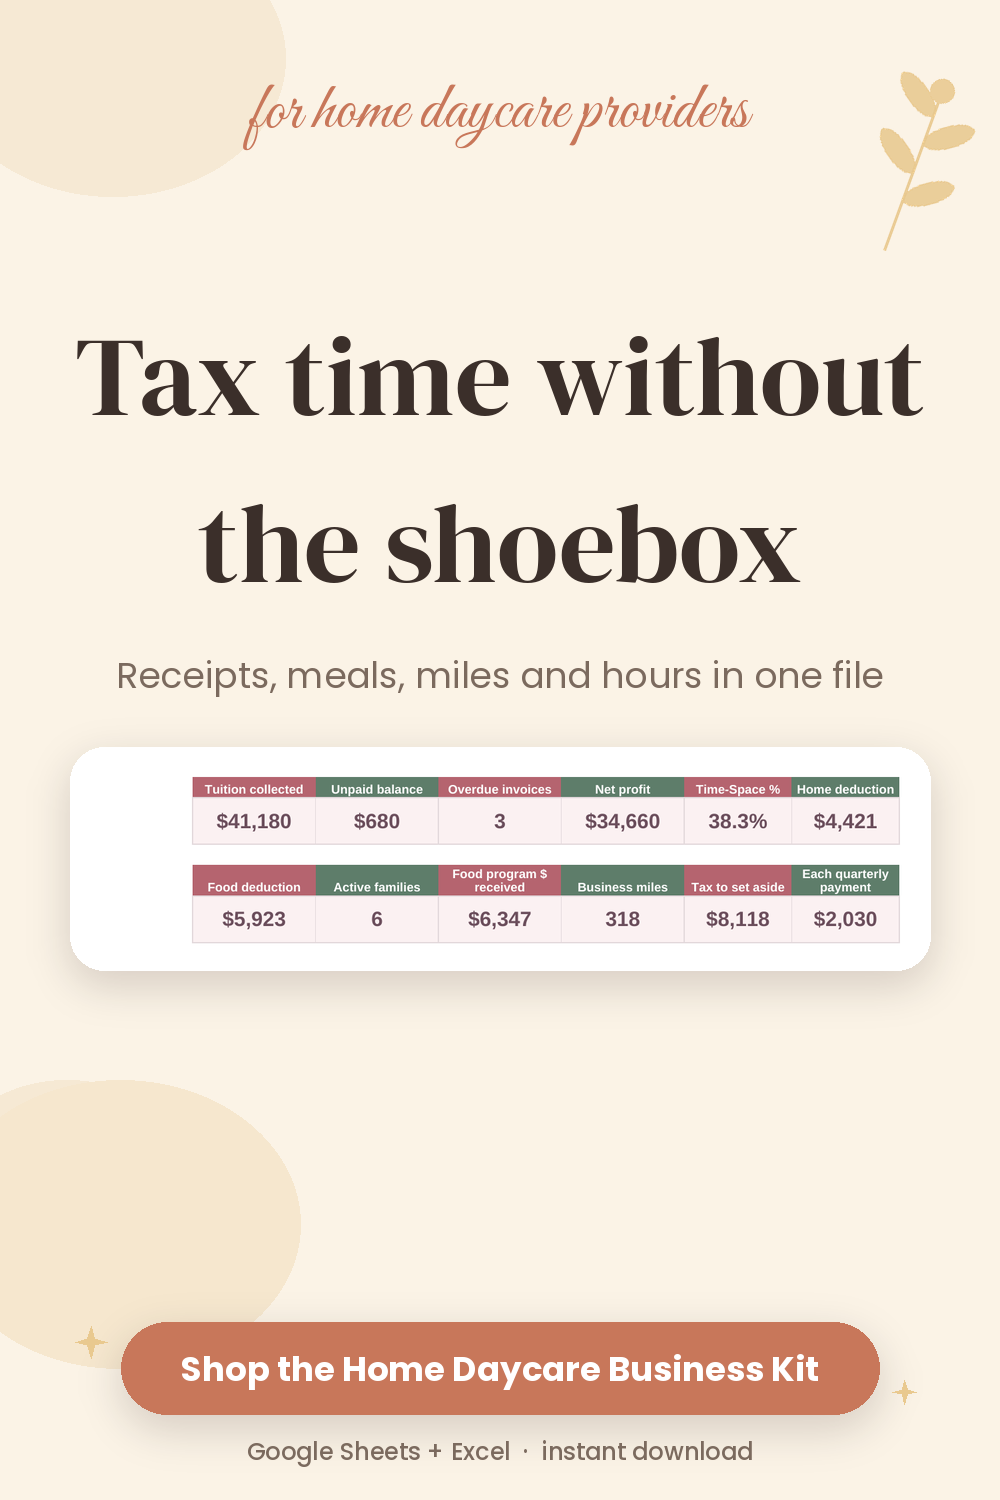 for home daycare providers
Tax time without
the shoebox
Receipts, meals, miles and hours in one file
Tuition collected Unpaid balance Overdue invoices Net profit Time-Space % Home deduction
$41,180 $680 3 $34,660 38.3% $4,421
Food deduction Active families Food program $ received Business miles Tax to set aside Each quarterly payment
$5,923 6 $6,347 318 $8,118 $2,030
Shop the Home Daycare Business Kit
Google Sheets + Excel · instant download